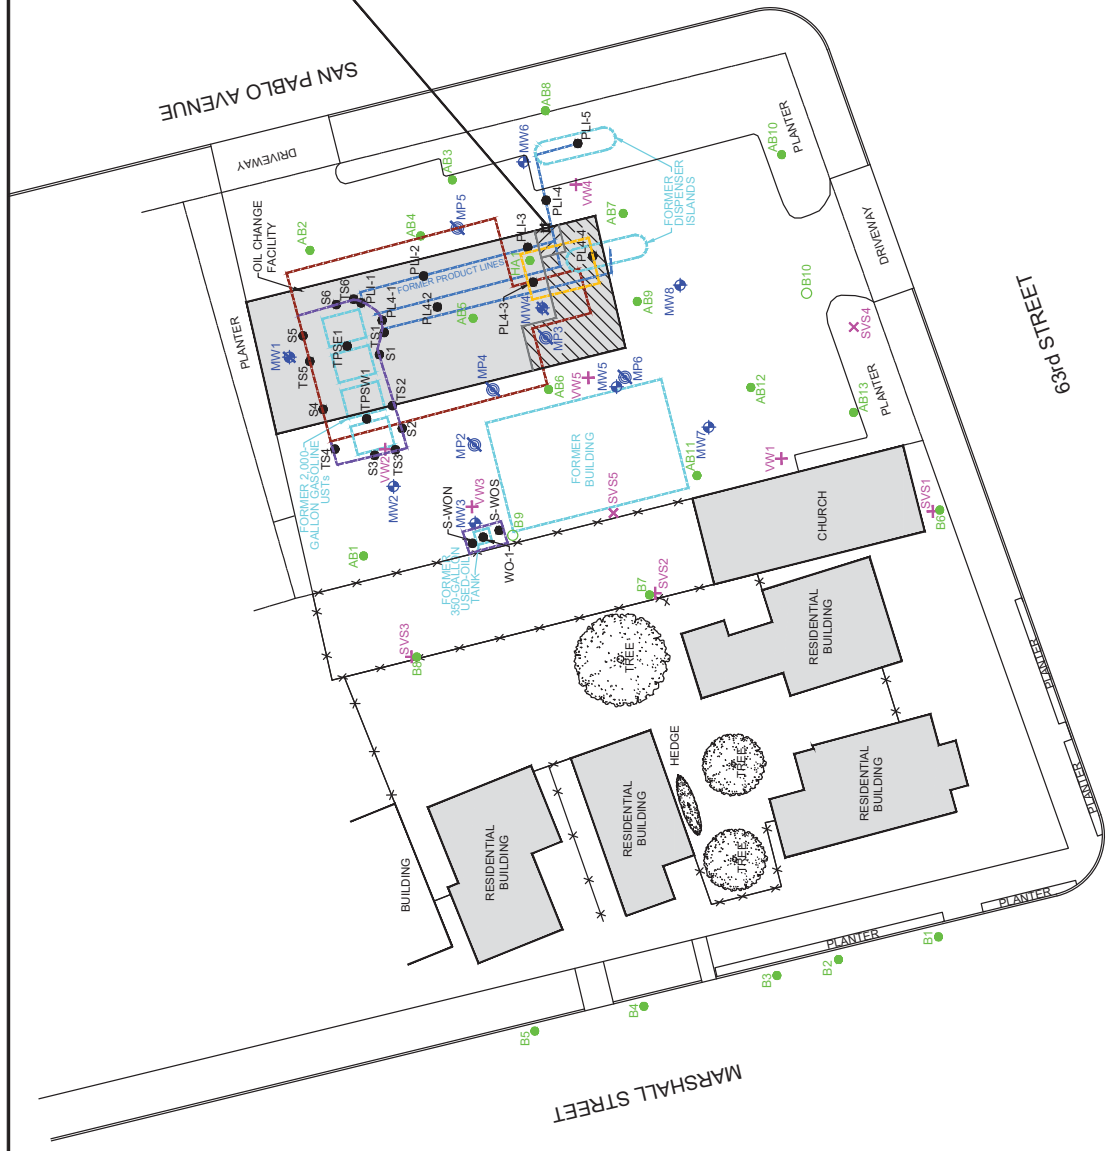 SAN PABLO AVENUE
DRIVEWAY
AB8
AB3
MW6
PLI-5
AB10
PLANTER
OIL CHANGE
FACILITY
AB2
AB4
MP5
PLI-4
VW4
FORMER
DISPENSER
ISLANDS
AB7
PLI-3
PLI-2
HA1
PL4-4
FORMER PRODUCT LINES
DRIVEWAY
PLANTER
S6
TS6
PLI-1
PL4-1
PL4-2
PL4-3
AB5
MW4
AB9
MW8
B10
S5
TS5
MW1
TPSE1
TS1
S1
MP3
SVS4
63rd STREET
S4
TPSW1
TS2
MP4
AB6
VW5
MW5
MP6
AB12
AB13
PLANTER
TS4
S3
VW2
TS3
S2
MP2
MW7
FORMER 2,000-
GALLON GASOLINE
USTs
MW2
FORMER
BUILDING
AB11
VW1
S-WON
MW3
VW3
S-WOS
B9
WO-1
SVS5
CHURCH
SVS1
B6
AB1
FORMER
350-GALLON
USED-OIL
TANK
B7
SVS2
SVS3
B8
TREE
RESIDENTIAL
BUILDING
PLANTER
HEDGE
TREE
RESIDENTIAL
BUILDING
PLANTER
BUILDING
RESIDENTIAL
BUILDING
RESIDENTIAL
BUILDING
TREE
PLANTER
PLANTER
B1
B2
B3
B4
B5
MARSHALL STREET